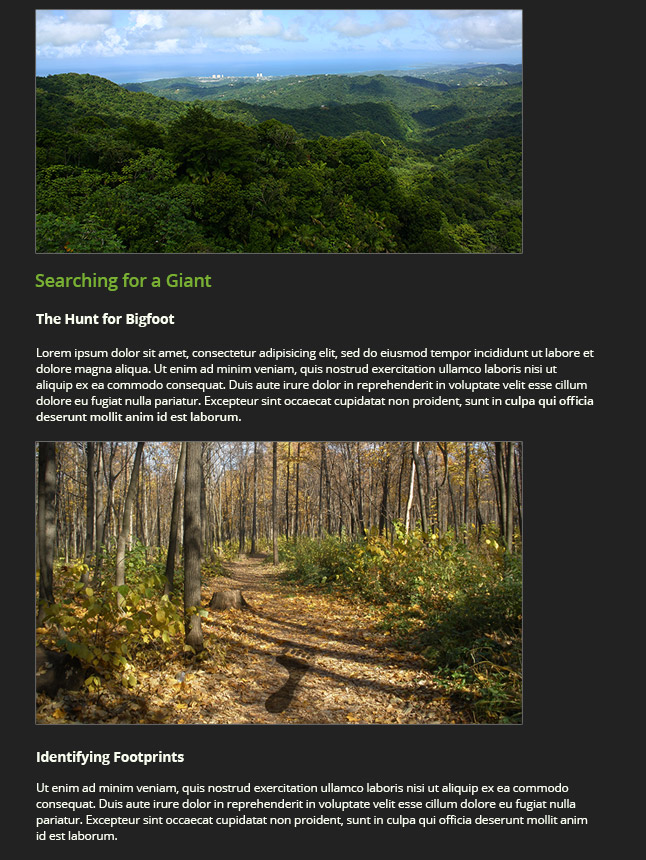 Searching for a Giant
The Hunt for Bigfoot
Lorem ipsum dolor sit amet, consectetur adipisicing elit, sed do eiusmod tempor incididunt ut labore et
dolore magna aliqua. Ut enim ad minim veniam, quis nostrud exercitation ullamco laboris nisi ut
aliquip ex ea commodo consequat. Duis aute irure dolor in reprehenderit in voluptate velit esse cillum
dolore eu fugiat nulla pariatur. Excepteur sint occaecat cupidatat non proident, sunt in culpa qui officia
deserunt mollit anim id est laborum.
Identifying Footprints
Ut enim ad minim veniam, quis nostrud exercitation ullamco laboris nisi ut aliquip ex ea commodo
consequat. Duis aute irure dolor in reprehenderit in voluptate velit esse cillum dolore eu fugiat nulla
pariatur. Excepteur sint occaecat cupidatat non proident, sunt in culpa qui officia deserunt mollit anim
id est laborum.